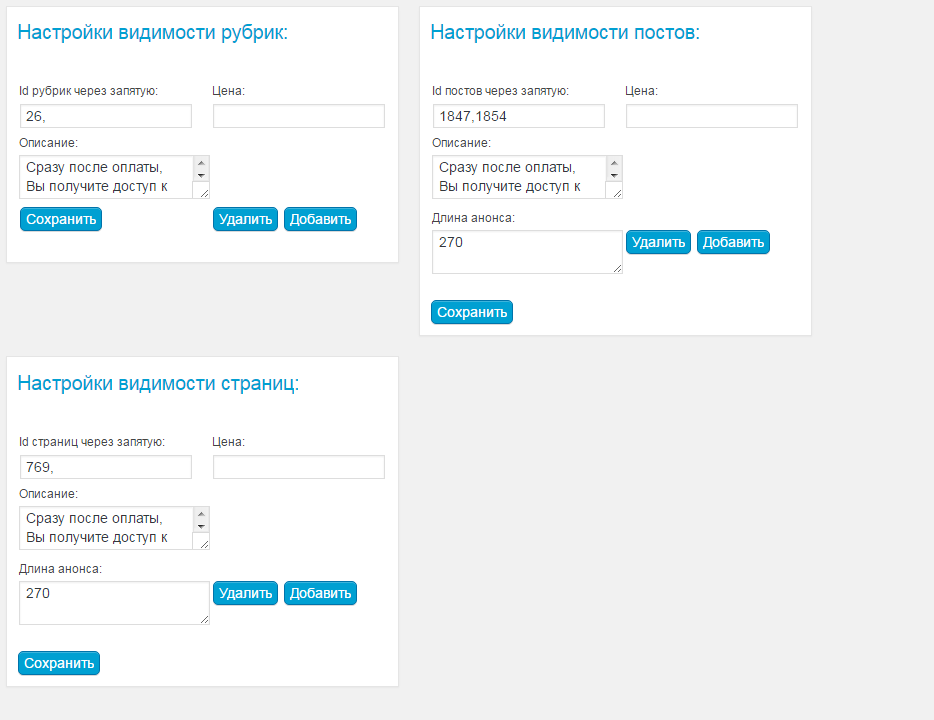 Настройки видимости рубрик:
Id рубрик через запятую:
Цена:
26,
Описание:
Сразу после оплаты,
Вы получите доступ к
Сохранить
Удалить
Добавить
Настройки видимости постов:
Id постов через запятую:
Цена:
1847,1854
Описание:
Сразу после оплаты,
Вы получите доступ к
Длина анонса:
270
Удалить
Добавить
Сохранить
Настройки видимости страниц:
Id страниц через запятую:
Цена:
769,
Описание:
Сразу после оплаты,
Вы получите доступ к
Длина анонса:
270
Удалить
Добавить
Сохранить